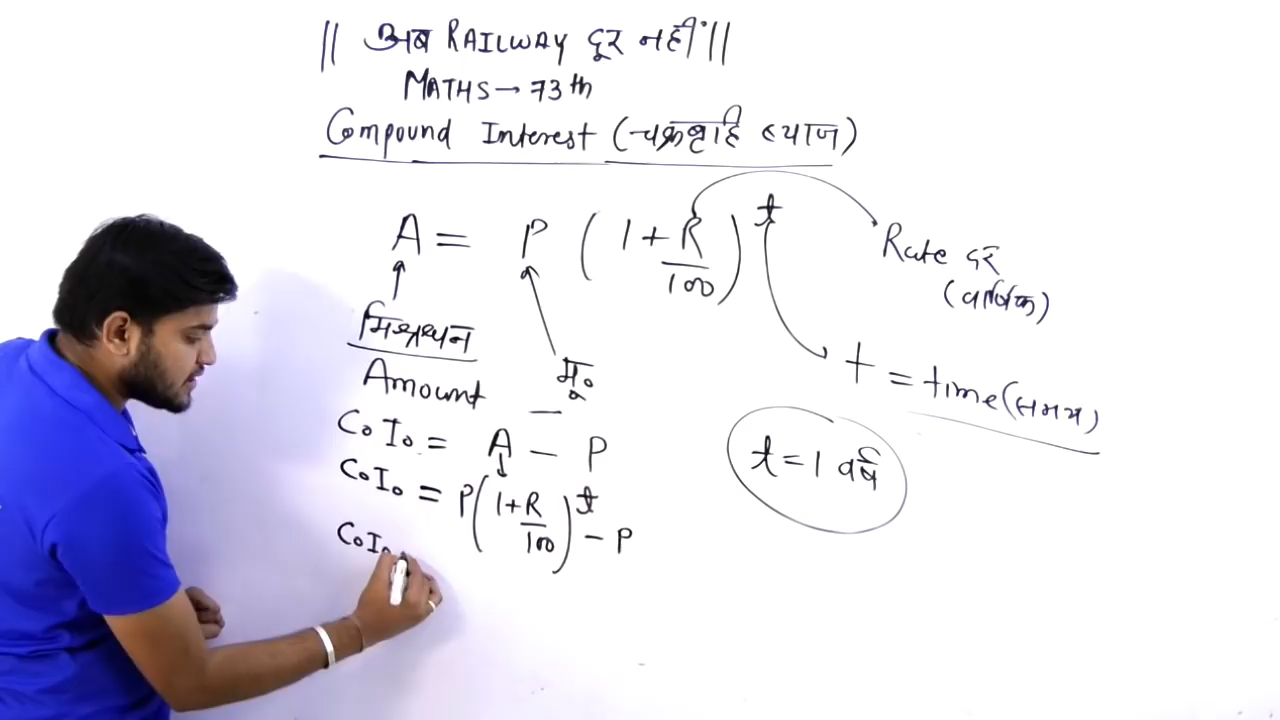 || अब RAILWAY दूर नहीं ||
MATHS → 73th
Compound Interest (चक्रवृद्धि ब्याज)
A = P (1 + R/100)^t
Rate दर
(वार्षिक)
मिश्रधन
Amount
मू०
t = time (समय)
t = 1 वर्ष
C.I. = A - P
C.I. = P(1 + R/100)^t - P
C.I.